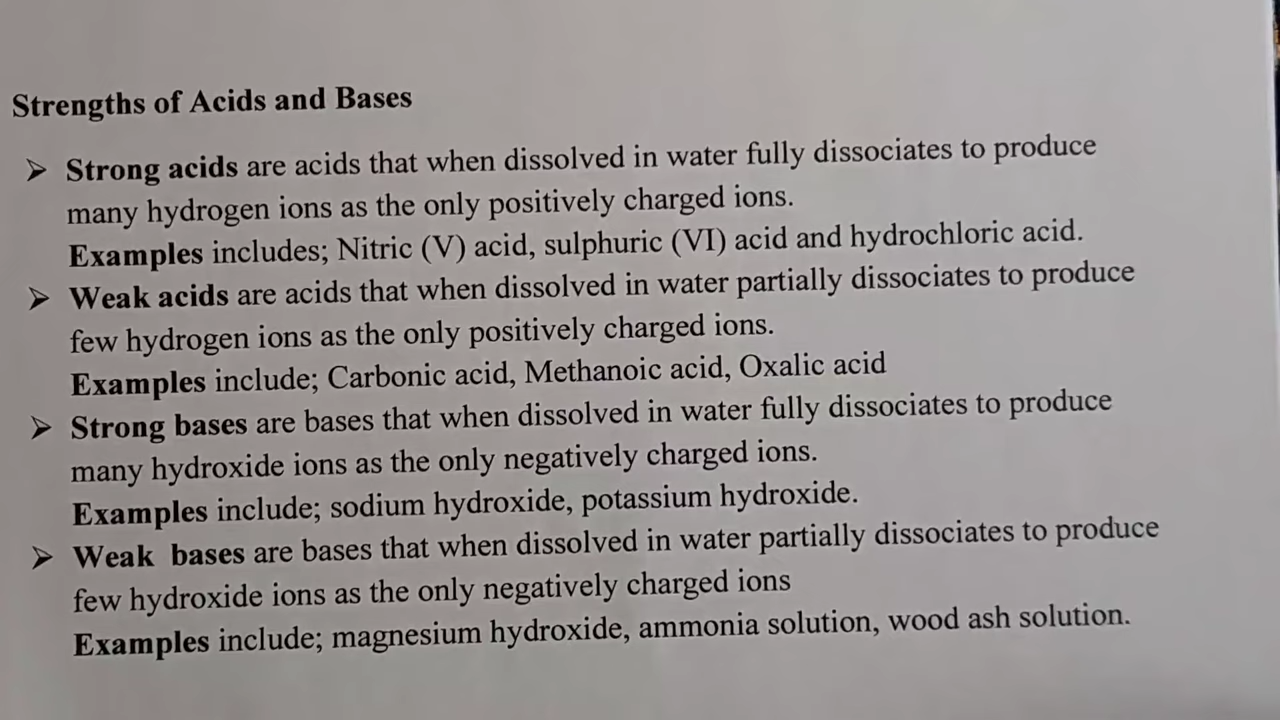 Strengths of Acids and Bases
➢ Strong acids are acids that when dissolved in water fully dissociates to produce
many hydrogen ions as the only positively charged ions.
Examples includes; Nitric (V) acid, sulphuric (VI) acid and hydrochloric acid.
➢ Weak acids are acids that when dissolved in water partially dissociates to produce
few hydrogen ions as the only positively charged ions.
Examples include; Carbonic acid, Methanoic acid, Oxalic acid
➢ Strong bases are bases that when dissolved in water fully dissociates to produce
many hydroxide ions as the only negatively charged ions.
Examples include; sodium hydroxide, potassium hydroxide.
➢ Weak bases are bases that when dissolved in water partially dissociates to produce
few hydroxide ions as the only negatively charged ions
Examples include; magnesium hydroxide, ammonia solution, wood ash solution.